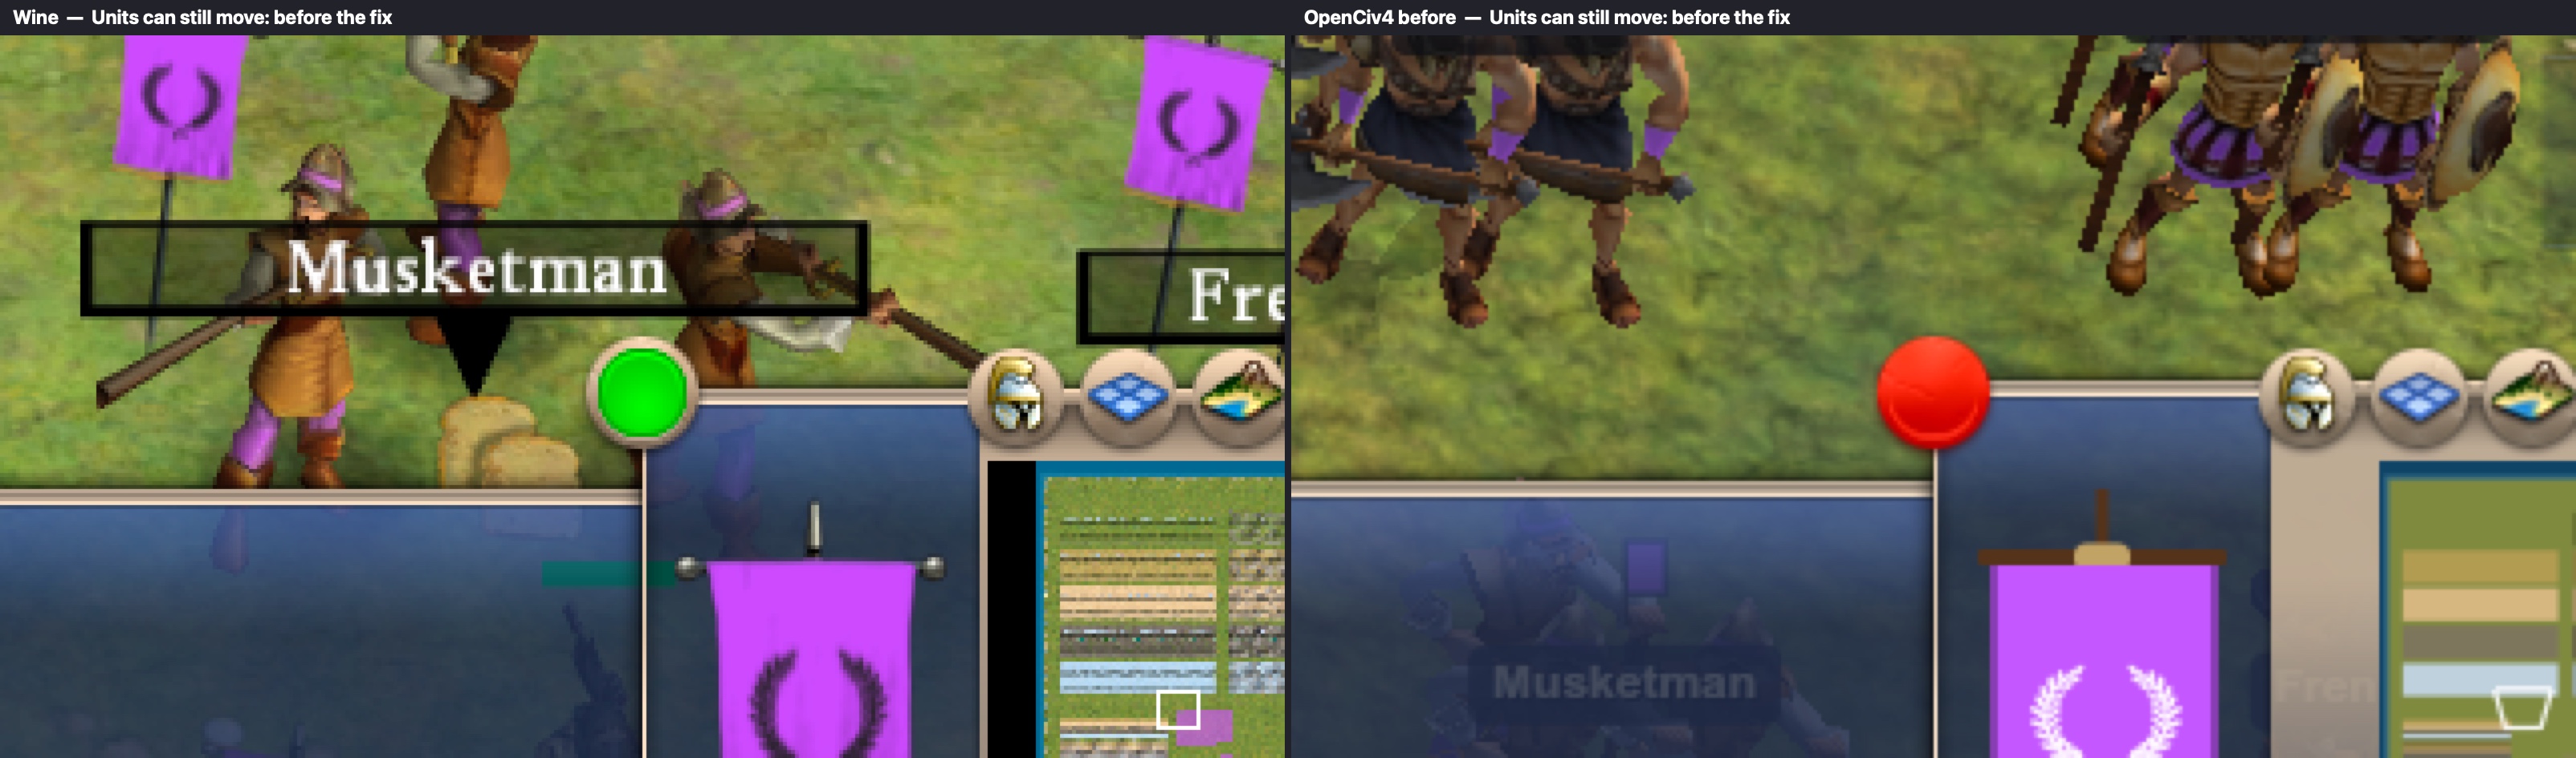 Wine — Units can still move: before the fix
OpenCiv4 before — Units can still move: before the fix
Musketman
Fre
Musketman
Fren